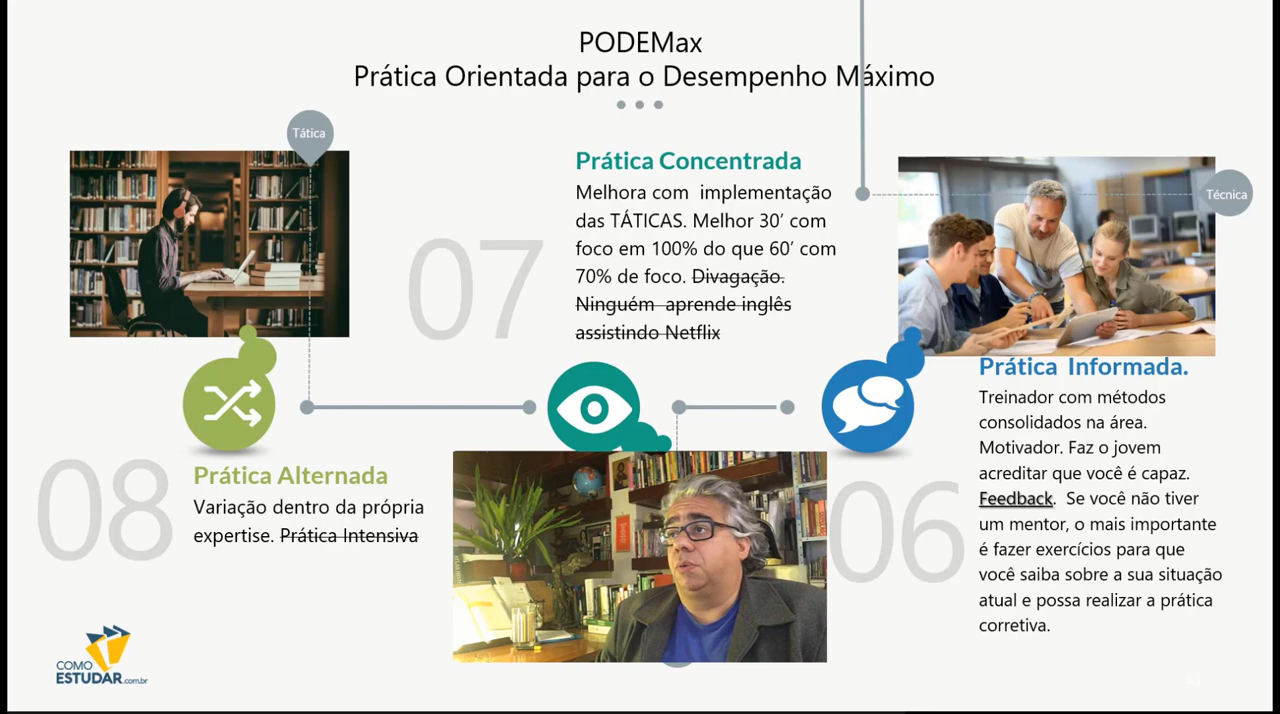 PODEMax
Prática Orientada para o Desempenho Máximo
Tática
Prática Concentrada
Melhora com implementação
das TÁTICAS. Melhor 30’ com
foco em 100% do que 60’ com
70% de foco. Divagação.
Ninguém aprende inglês
assistindo Netflix
07
Técnica
Prática Informada.
Treinador com métodos
consolidados na área.
Motivador. Faz o jovem
acreditar que você é capaz.
Feedback. Se você não tiver
um mentor, o mais importante
é fazer exercícios para que
você saiba sobre a sua situação
atual e possa realizar a prática
corretiva.
06
08
Prática Alternada
Variação dentro da própria
expertise. Prática Intensiva
COMO
ESTUDAR.com.br